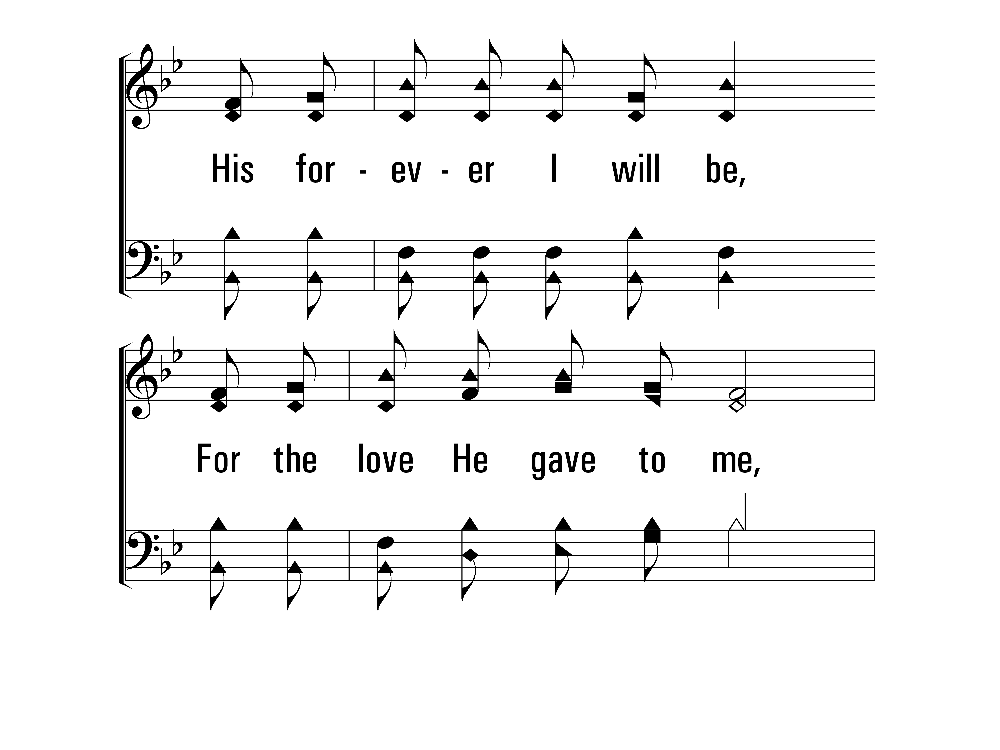 His for - ev - er I will be,
For the love He gave to me,